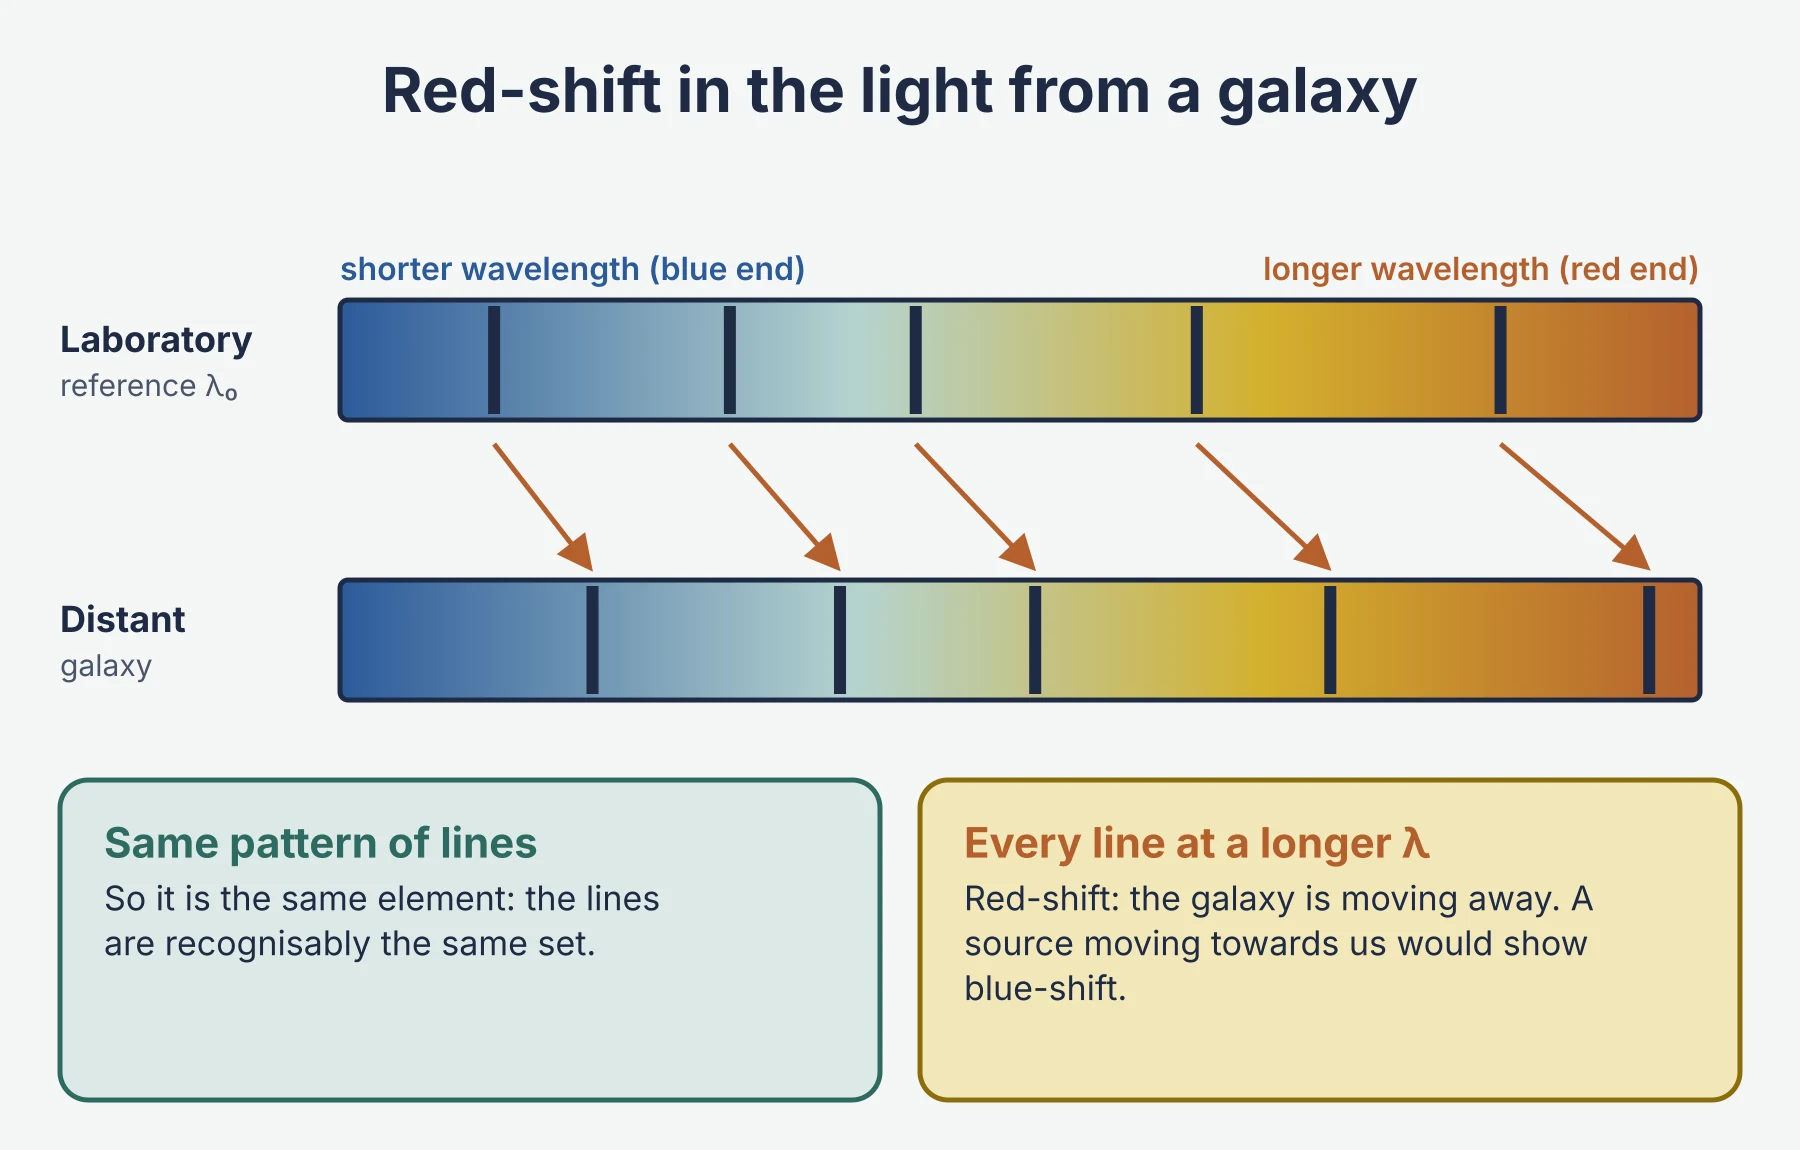 Red-shift in the light from a galaxy
shorter wavelength (blue end)
longer wavelength (red end)
Laboratory
reference λ₀
Distant
galaxy
Same pattern of lines
So it is the same element: the lines
are recognisably the same set.
Every line at a longer λ
Red-shift: the galaxy is moving away. A
source moving towards us would show
blue-shift.